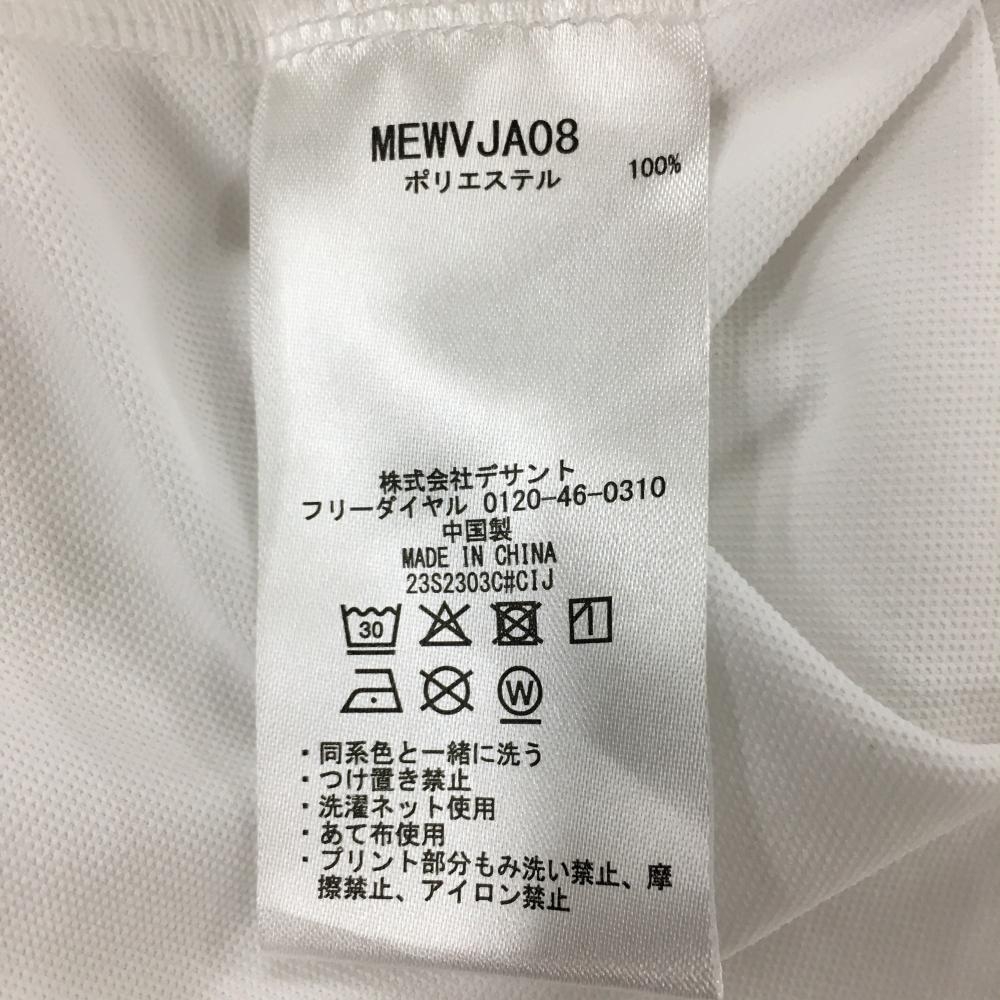 MEWVJA08
ポリエステル 100%
株式会社デサント
フリーダイヤル 0120-46-0310
中国製
MADE IN CHINA
23S2303C#CIJ
30
W
・同系色と一緒に洗う
・つけ置き禁止
・洗濯ネット使用
・あて布使用
・プリント部分もみ洗い禁止、摩
擦禁止、アイロン禁止